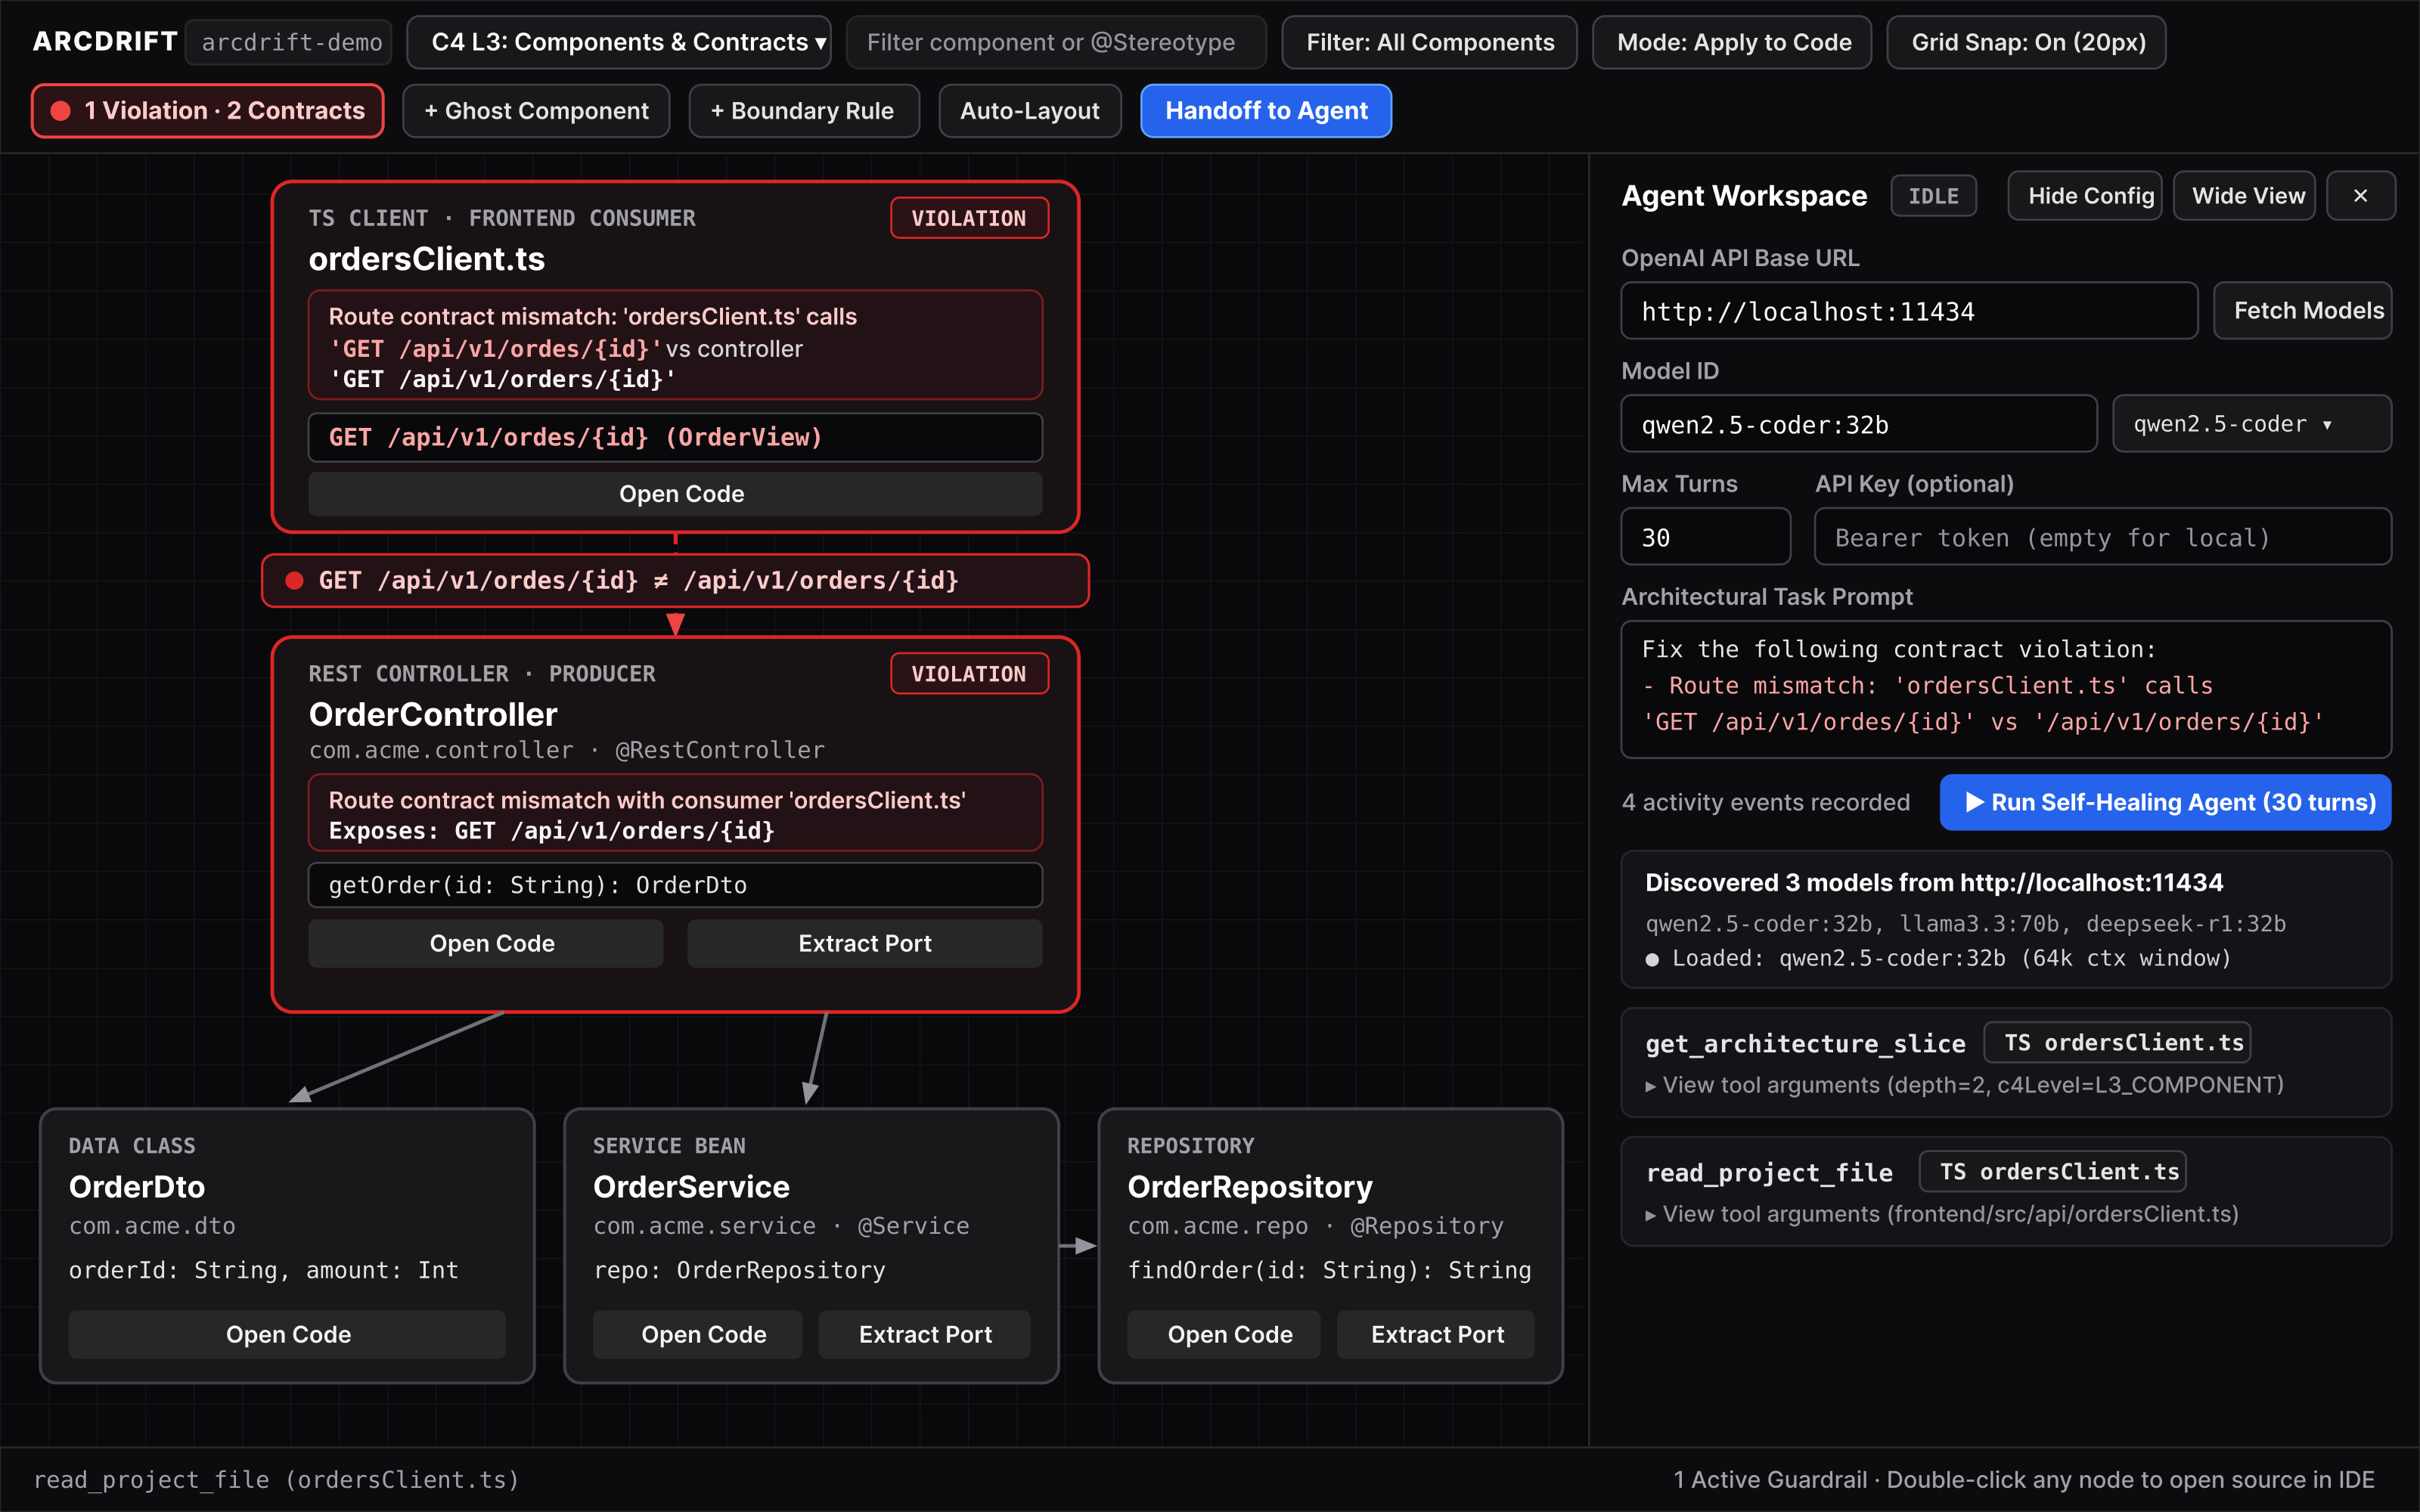 ARCDRIFT arcdrift-demo C4 L3: Components & Contracts ▾ Filter component or @Stereotype Filter: All Components Mode: Apply to Code Grid Snap: On (20px)
1 Violation · 2 Contracts + Ghost Component + Boundary Rule Auto-Layout Handoff to Agent
TS CLIENT · FRONTEND CONSUMER VIOLATION
ordersClient.ts
Route contract mismatch: 'ordersClient.ts' calls
'GET /api/v1/ordes/{id}' vs controller
'GET /api/v1/orders/{id}'
GET /api/v1/ordes/{id} (OrderView)
Open Code
GET /api/v1/ordes/{id} ≠ /api/v1/orders/{id}
REST CONTROLLER · PRODUCER VIOLATION
OrderController
com.acme.controller · @RestController
Route contract mismatch with consumer 'ordersClient.ts'
Exposes: GET /api/v1/orders/{id}
getOrder(id: String): OrderDto
Open Code Extract Port
DATA CLASS
OrderDto
com.acme.dto
orderId: String, amount: Int
Open Code
SERVICE BEAN
OrderService
com.acme.service · @Service
repo: OrderRepository
Open Code Extract Port
REPOSITORY
OrderRepository
com.acme.repo · @Repository
findOrder(id: String): String
Open Code Extract Port
Agent Workspace IDLE Hide Config Wide View ×
OpenAI API Base URL
http://localhost:11434 Fetch Models
Model ID
qwen2.5-coder:32b qwen2.5-coder ▾
Max Turns API Key (optional)
30 Bearer token (empty for local)
Architectural Task Prompt
Fix the following contract violation:
- Route mismatch: 'ordersClient.ts' calls
'GET /api/v1/ordes/{id}' vs '/api/v1/orders/{id}'
4 activity events recorded ▶ Run Self-Healing Agent (30 turns)
Discovered 3 models from http://localhost:11434
qwen2.5-coder:32b, llama3.3:70b, deepseek-r1:32b
● Loaded: qwen2.5-coder:32b (64k ctx window)
get_architecture_slice TS ordersClient.ts
▸ View tool arguments (depth=2, c4Level=L3_COMPONENT)
read_project_file TS ordersClient.ts
▸ View tool arguments (frontend/src/api/ordersClient.ts)
read_project_file (ordersClient.ts) 1 Active Guardrail · Double-click any node to open source in IDE